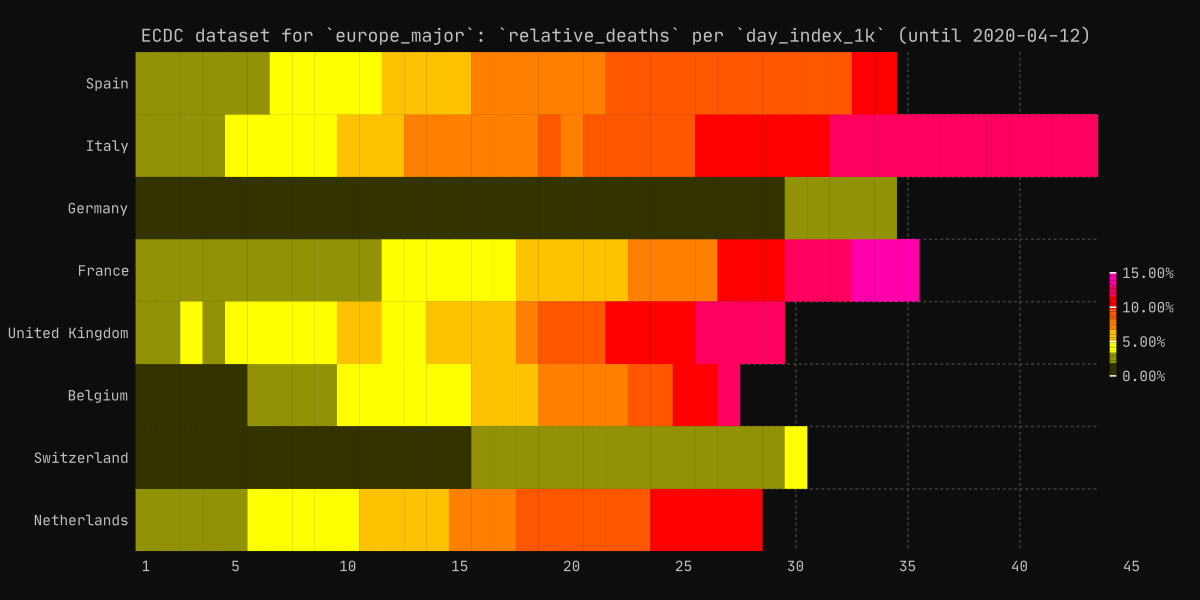 ECDC dataset for `europe_major`: `relative_deaths` per `day_index_1k` (until 2020-04-12)
Spain
Italy
Germany
France
United Kingdom
Belgium
Switzerland
Netherlands
15.00%
10.00%
5.00%
0.00%
1 5 10 15 20 25 30 35 40 45